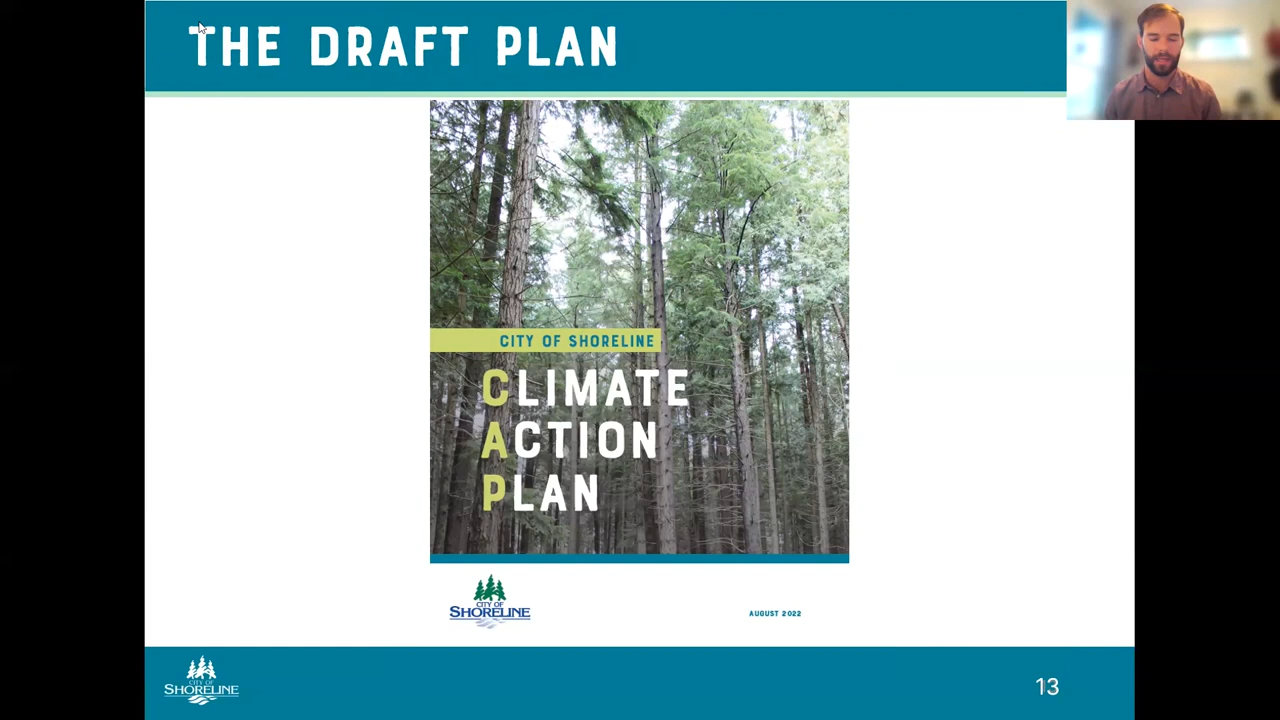 THE DRAFT PLAN
CITY OF SHORELINE
CLIMATE
ACTION
PLAN
CITY OF
SHORELINE
AUGUST 2022
CITY OF
SHORELINE
13